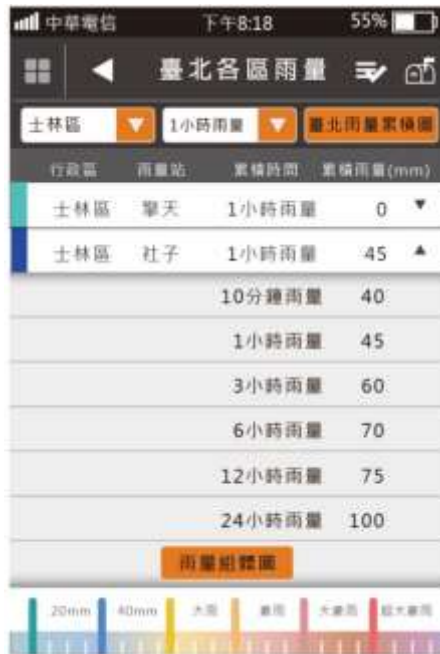 中華電信 下午8:18 55%
臺北各區雨量
士林區 1小時雨量 臺北雨量累積圖
行政區 雨量站 累積時間 累積雨量(mm)
士林區 擎天 1小時雨量 0 ▼
士林區 社子 1小時雨量 45 ▲
10分鐘雨量 40
1小時雨量 45
3小時雨量 60
6小時雨量 70
12小時雨量 75
24小時雨量 100
雨量組體圖
20mm 40mm 大雨 豪雨 大豪雨 超大豪雨